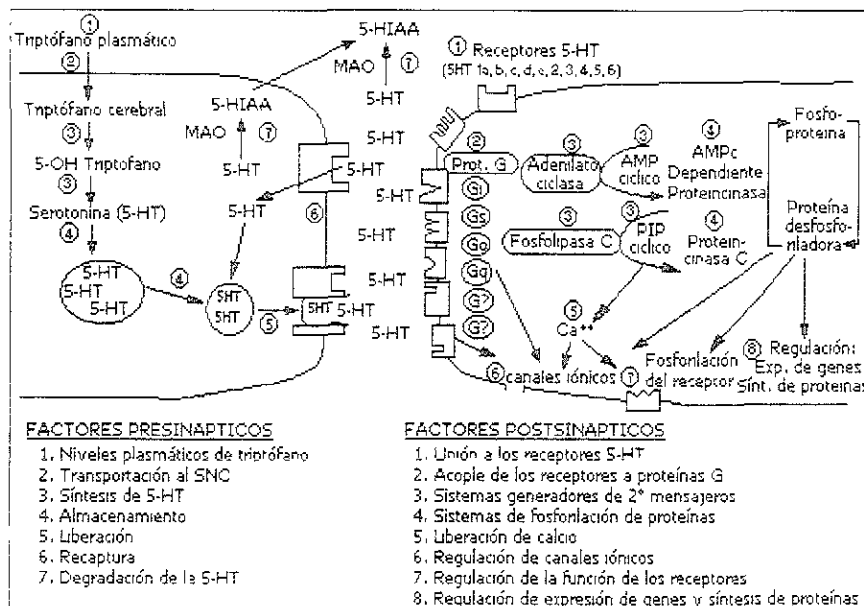 ①
Triptófano plasmático
②
Triptófano cerebral
③
5-OH Triptofano
③
Serotonina (5-HT)
④
5-HT
5-HT
5-HT
④
5HT
5HT
⑤
5HT
5-HIAA
MAO
⑦
5-HT
5-HT
⑥
5-HIAA
MAO
⑦
5-HT
5-HT
5-HT
5-HT
5-HT
5-HT
5-HT
5-HT
① Receptores 5-HT
(5HT 1a, b, c, d, e, 2, 3, 4, 5, 6)
②
Prot. G
Gi
Gs
Go
Gq
G?
G?
③
Adenilato
ciclasa
③
AMP
ciclico
④
AMPc
Dependiente
Proteincinasa
③
Fosfolipasa C
③
PIP
ciclico
④
Protein-
cinasa C
Fosfo-
proteina
Proteína
desfosfo-
riladora
⑤
Ca++
⑥ canales iónicos
⑦
Fosforilación
del receptor
⑧ Regulación:
Exp. de genes
Sínt. de proteínas
FACTORES PRESINAPTICOS
1. Niveles plasmáticos de triptófano
2. Transportación al SNC
3. Síntesis de 5-HT
4. Almacenamiento
5. Liberación
6. Recaptura
7. Degradación de la 5-HT
FACTORES POSTSINAPTICOS
1. Unión a los receptores 5-HT
2. Acople de los receptores a proteínas G
3. Sistemas generadores de 2° mensajeros
4. Sistemas de fosforilación de proteínas
5. Liberación de calcio
6. Regulación de canales iónicos
7. Regulación de la función de los receptores
8. Regulación de expresión de genes y síntesis de proteínas